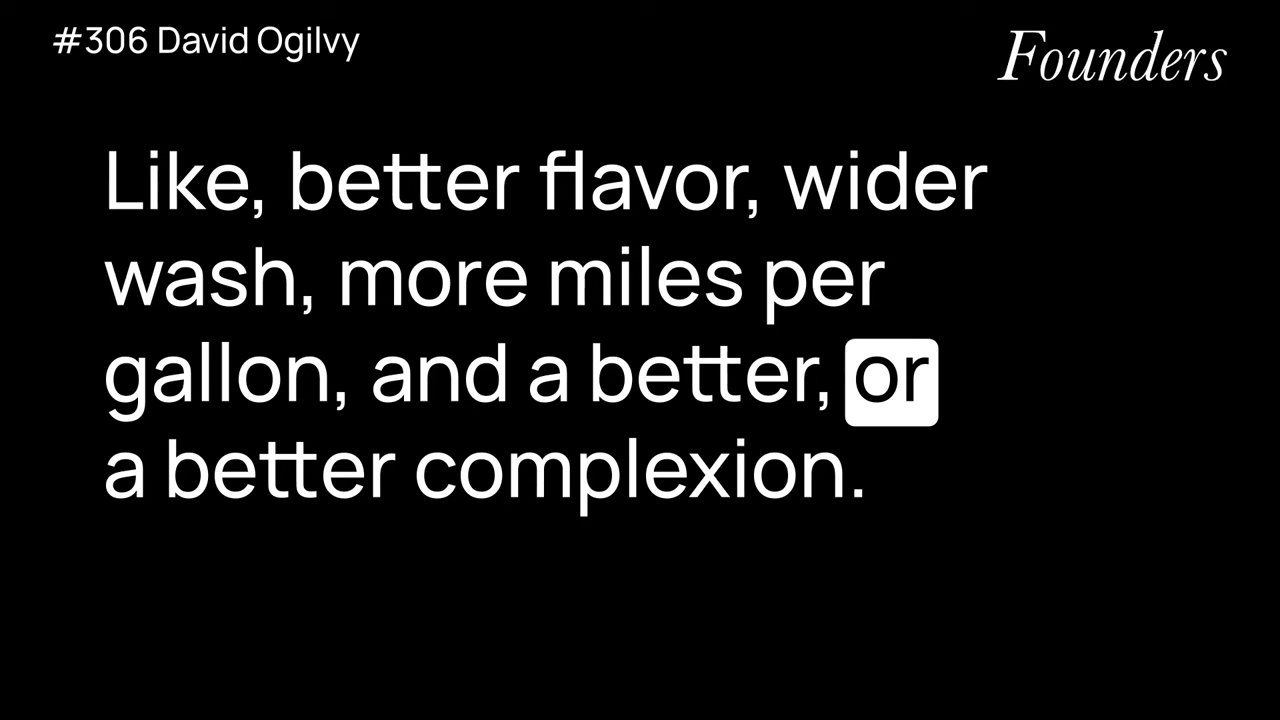 #306 David Ogilvy
Founders
Like, better flavor, wider
wash, more miles per
gallon, and a better, or
a better complexion.